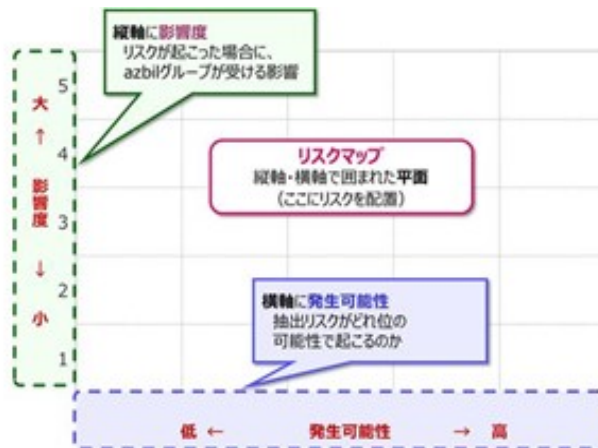 縦軸に影響度
リスクが起こった場合に、
azbilグループが受ける影響
大 ↑ 影響度 ↓ 小
5
4
3
2
1
リスクマップ
縦軸・横軸で囲まれた平面
（ここにリスクを配置）
横軸に発生可能性
抽出リスクがどれ位の
可能性で起こるのか
低 ← 発生可能性 → 高